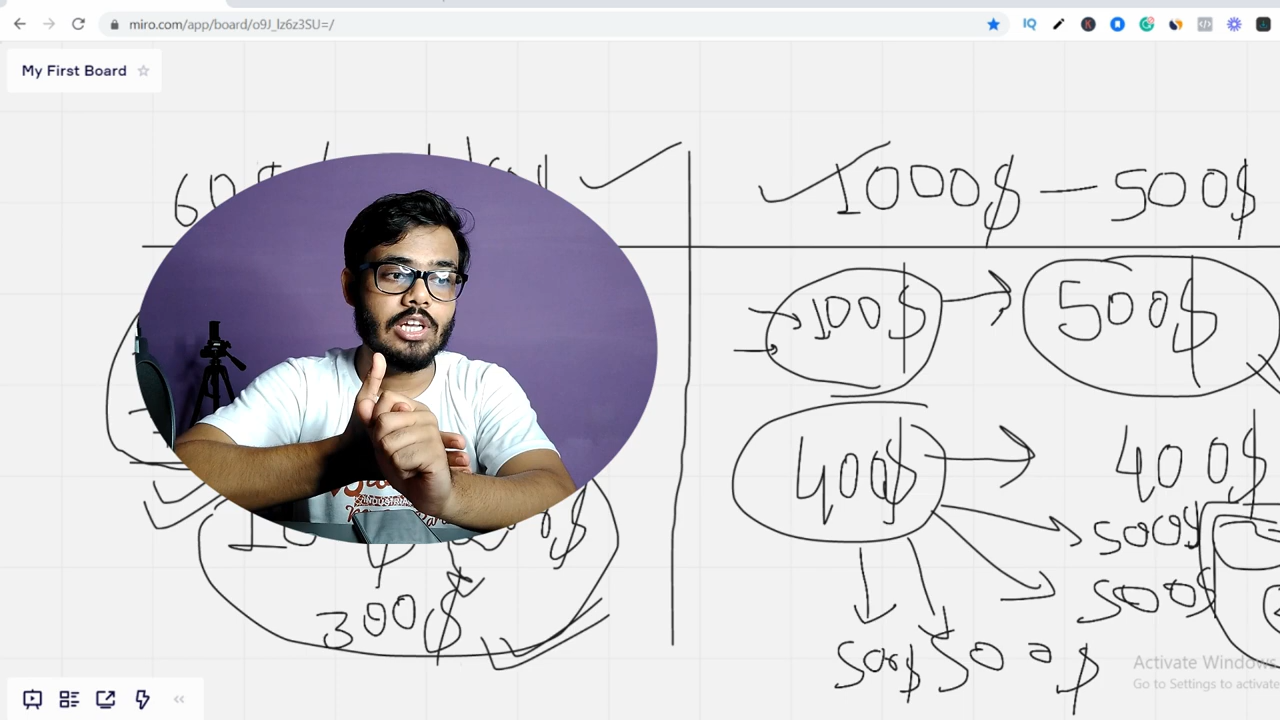 miro.com/app/board/o9J_lz6z3SU=/
IQ
My First Board
1000$ — 500$
100$ → 500$
400$ → 400$
500$
500$
300$
500$ 500$
Activate Windows
Go to Settings to activate